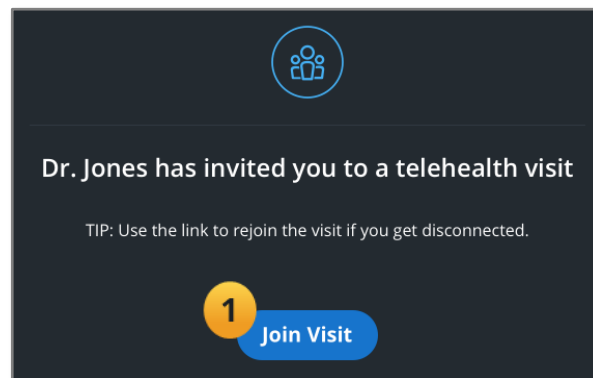 Dr. Jones has invited you to a telehealth visit
TIP: Use the link to rejoin the visit if you get disconnected.
1
Join Visit